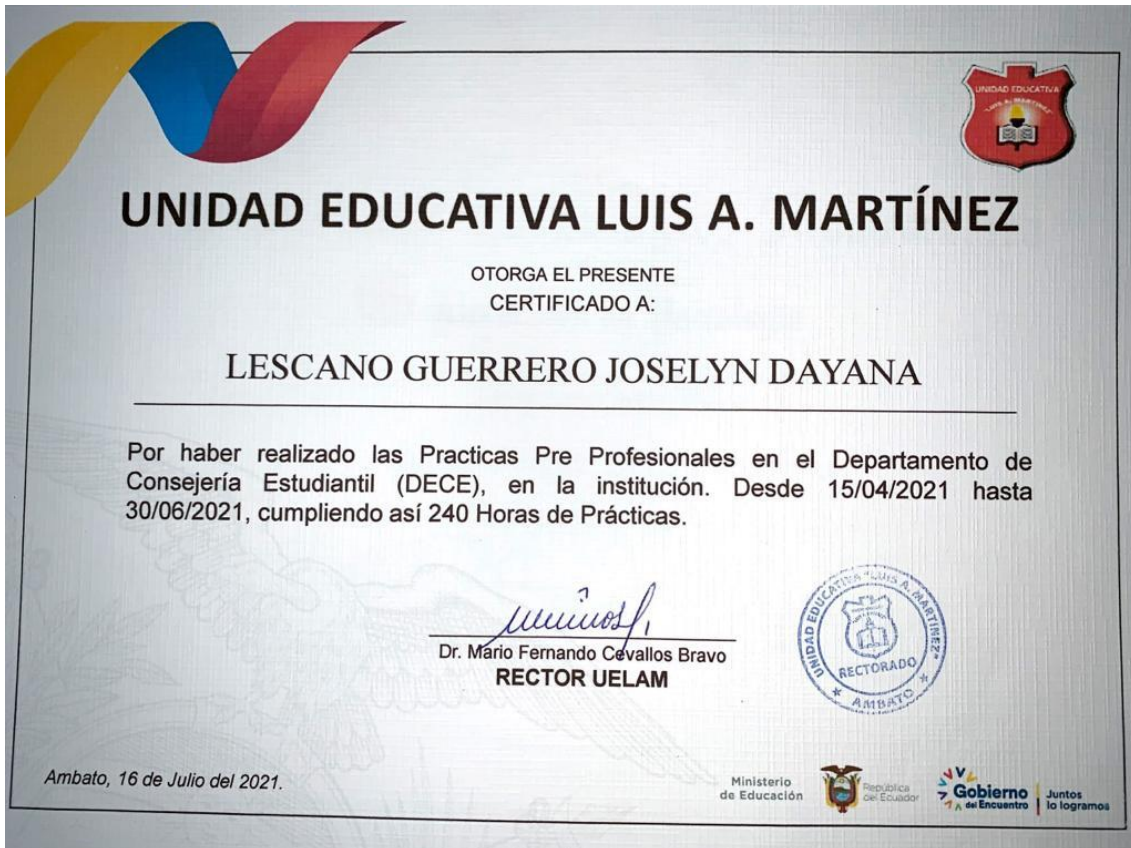 UNIDAD EDUCATIVA
"LUIS A. MARTINEZ"
UNIDAD EDUCATIVA LUIS A. MARTÍNEZ
OTORGA EL PRESENTE
CERTIFICADO A:
LESCANO GUERRERO JOSELYN DAYANA
Por haber realizado las Practicas Pre Profesionales en el Departamento de
Consejería Estudiantil (DECE), en la institución. Desde 15/04/2021 hasta
30/06/2021, cumpliendo así 240 Horas de Prácticas.
Dr. Mario Fernando Cevallos Bravo
RECTOR UELAM
UNIDAD EDUCATIVA "LUIS A. MARTINEZ"
RECTORADO
* AMBATO *
Ambato, 16 de Julio del 2021.
Ministerio
de Educación
República
del Ecuador
Gobierno
del Encuentro
Juntos
lo logramos